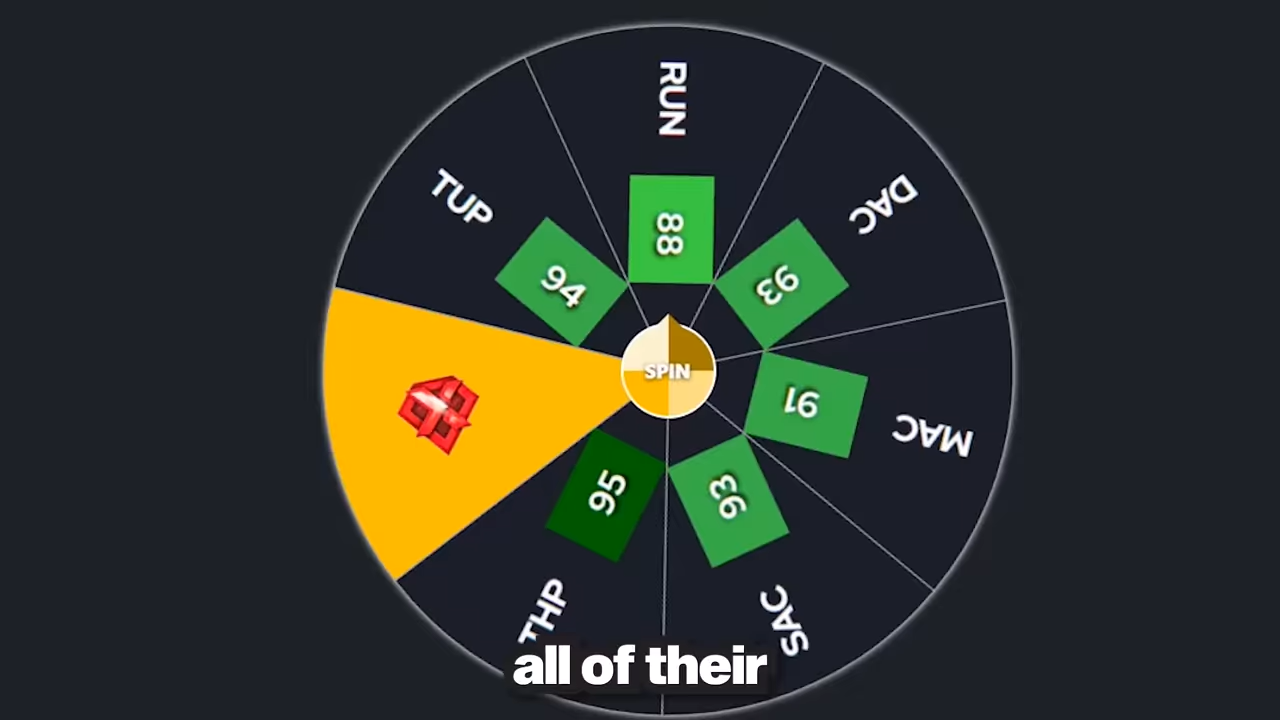 RUN
88
DAC
93
MAC
91
SAC
93
THP
95
TUP
94
SPIN
all of their